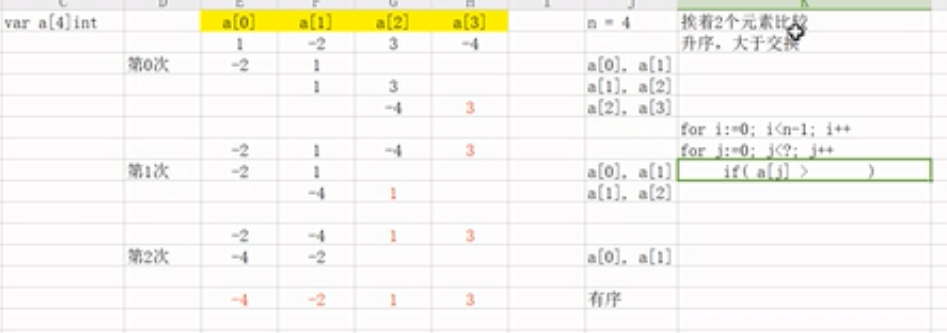 C D E F G H I J K
var a[4]int a[0] a[1] a[2] a[3] n = 4 挨着2个元素比较
1 -2 3 -4 升序，大于交换
第0次 -2 1 a[0], a[1]
1 3 a[1], a[2]
-4 3 a[2], a[3]
for i:=0; i<n-1; i++
-2 1 -4 3 for j:=0; j<?; j++
第1次 -2 1 a[0], a[1] if( a[j] > )
-4 1 a[1], a[2]
-2 -4 1 3
第2次 -4 -2 a[0], a[1]
-4 -2 1 3 有序